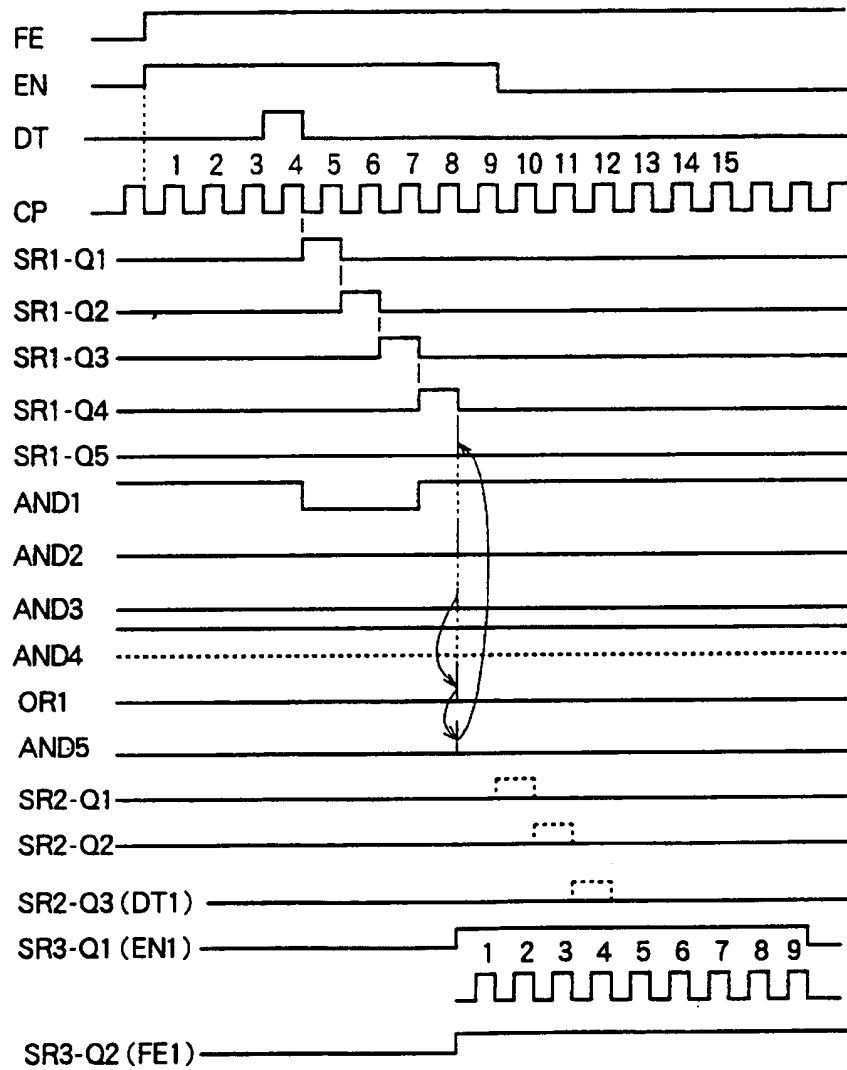 FE
EN
DT
1 2 3 4 5 6 7 8 9 10 11 12 13 14 15
CP
SR1-Q1
SR1-Q2
SR1-Q3
SR1-Q4
SR1-Q5
AND1
AND2
AND3
AND4
OR1
AND5
SR2-Q1
SR2-Q2
SR2-Q3 (DT1)
SR3-Q1 (EN1)
1 2 3 4 5 6 7 8 9
SR3-Q2 (FE1)